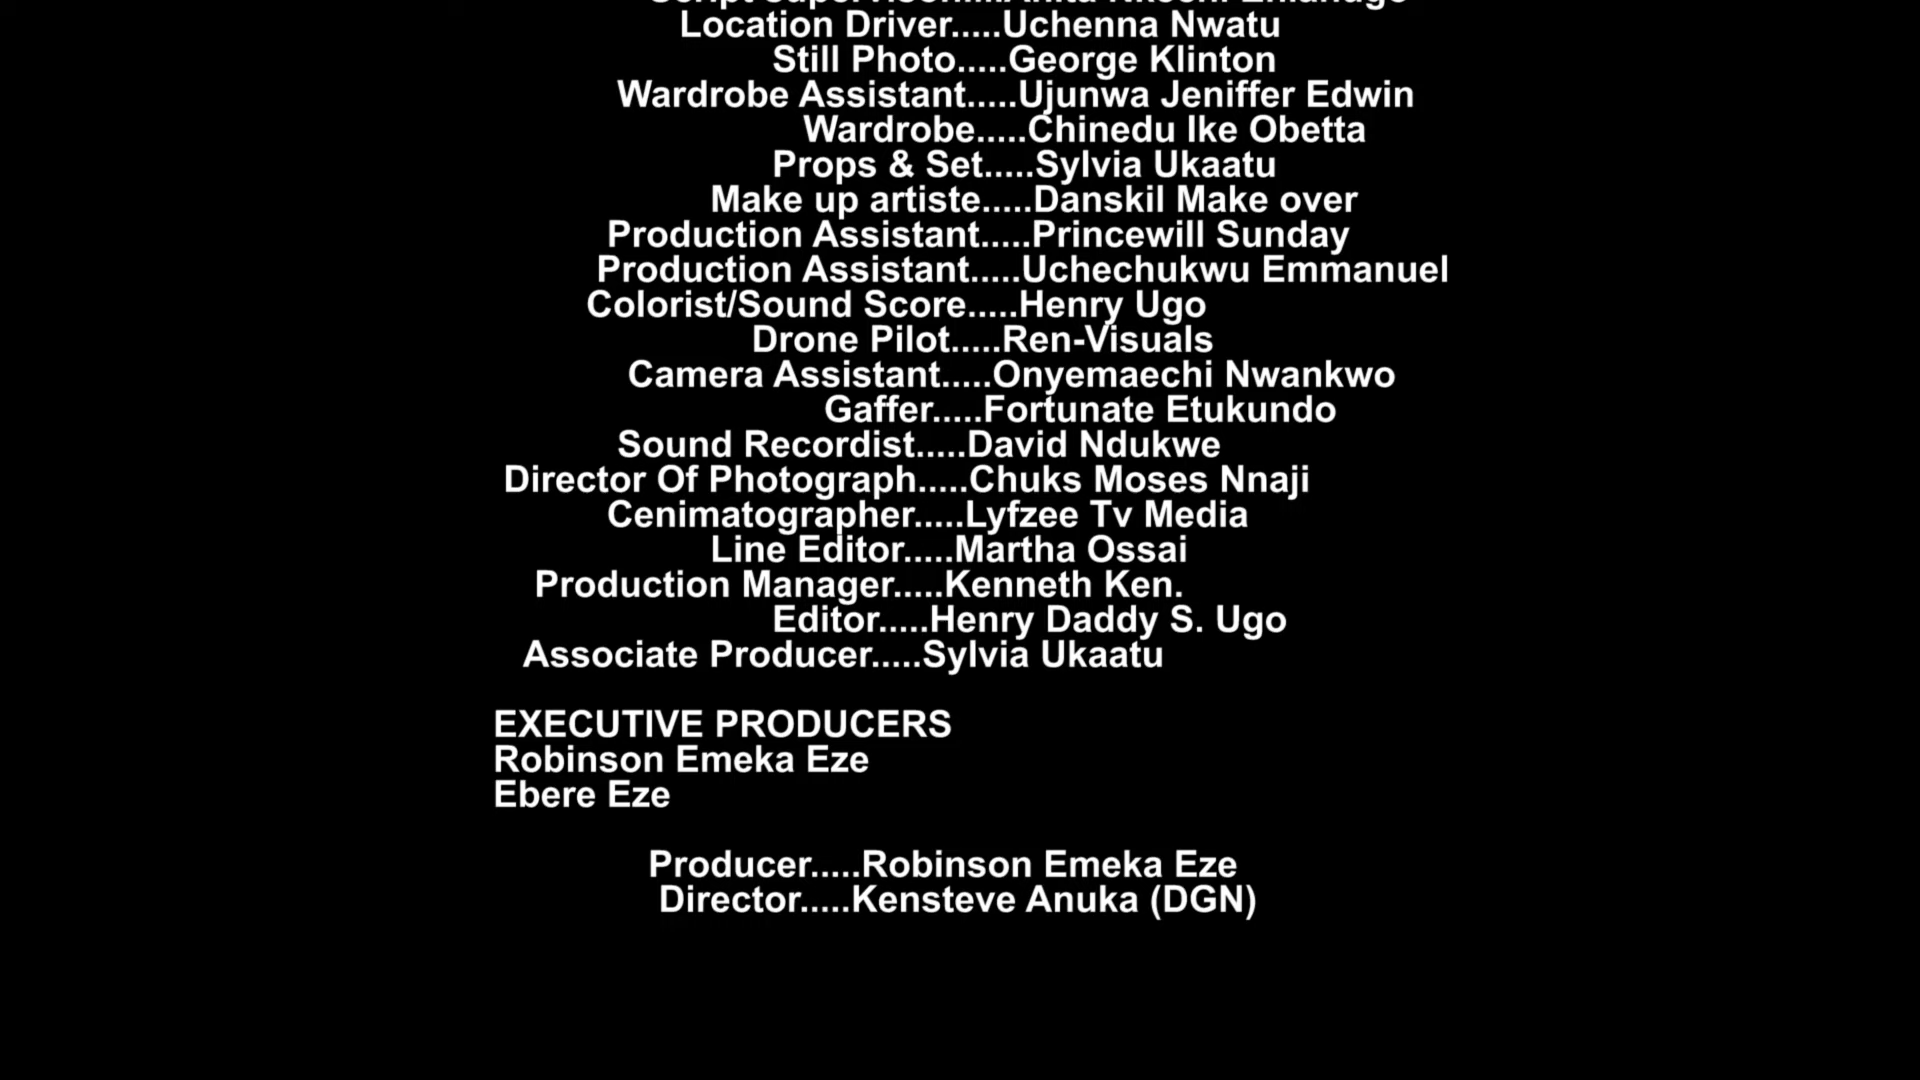 Location Driver.....Uchenna Nwatu
Still Photo.....George Klinton
Wardrobe Assistant.....Ujunwa Jeniffer Edwin
Wardrobe.....Chinedu Ike Obetta
Props & Set.....Sylvia Ukaatu
Make up artiste.....Danskil Make over
Production Assistant.....Princewill Sunday
Production Assistant.....Uchechukwu Emmanuel
Colorist/Sound Score.....Henry Ugo
Drone Pilot.....Ren-Visuals
Camera Assistant.....Onyemaechi Nwankwo
Gaffer.....Fortunate Etukundo
Sound Recordist.....David Ndukwe
Director Of Photograph.....Chuks Moses Nnaji
Cenimatographer.....Lyfzee Tv Media
Line Editor.....Martha Ossai
Production Manager.....Kenneth Ken.
Editor.....Henry Daddy S. Ugo
Associate Producer.....Sylvia Ukaatu
EXECUTIVE PRODUCERS
Robinson Emeka Eze
Ebere Eze
Producer.....Robinson Emeka Eze
Director.....Kensteve Anuka (DGN)